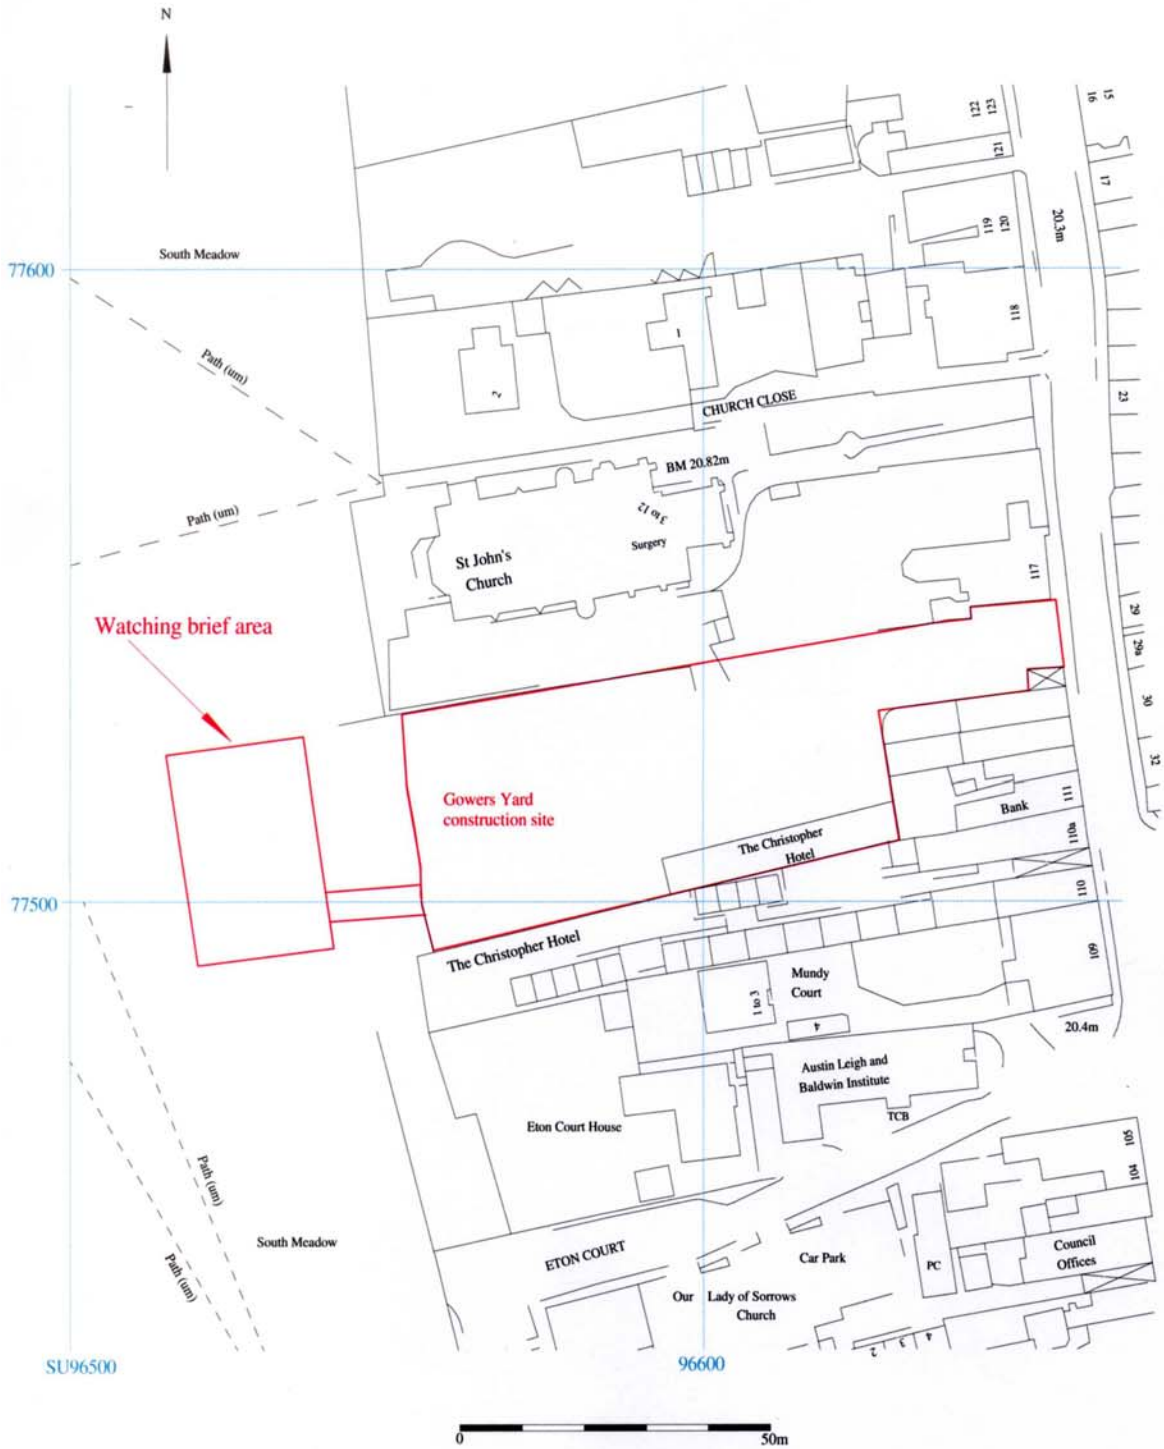 N
122
123
121
16
15
17
119
120
20.3m
South Meadow
77600
Path (um)
118
1
2
23
CHURCH CLOSE
BM 20.82m
Path (um)
3 to 12
Surgery
St John's
Church
117
29
29a
Watching brief area
30
32
Gowers Yard
construction site
111
Bank
110a
The Christopher
Hotel
77500
110
The Christopher Hotel
109
Mundy
Court
1 to 3
4
20.4m
Austin Leigh and
Baldwin Institute
TCB
Eton Court House
105
104
Path (um)
South Meadow
Path (um)
ETON COURT
Car Park
Council
Offices
PC
Our Lady of Sorrows
Church
2
3
4
SU96500
96600
0
50m